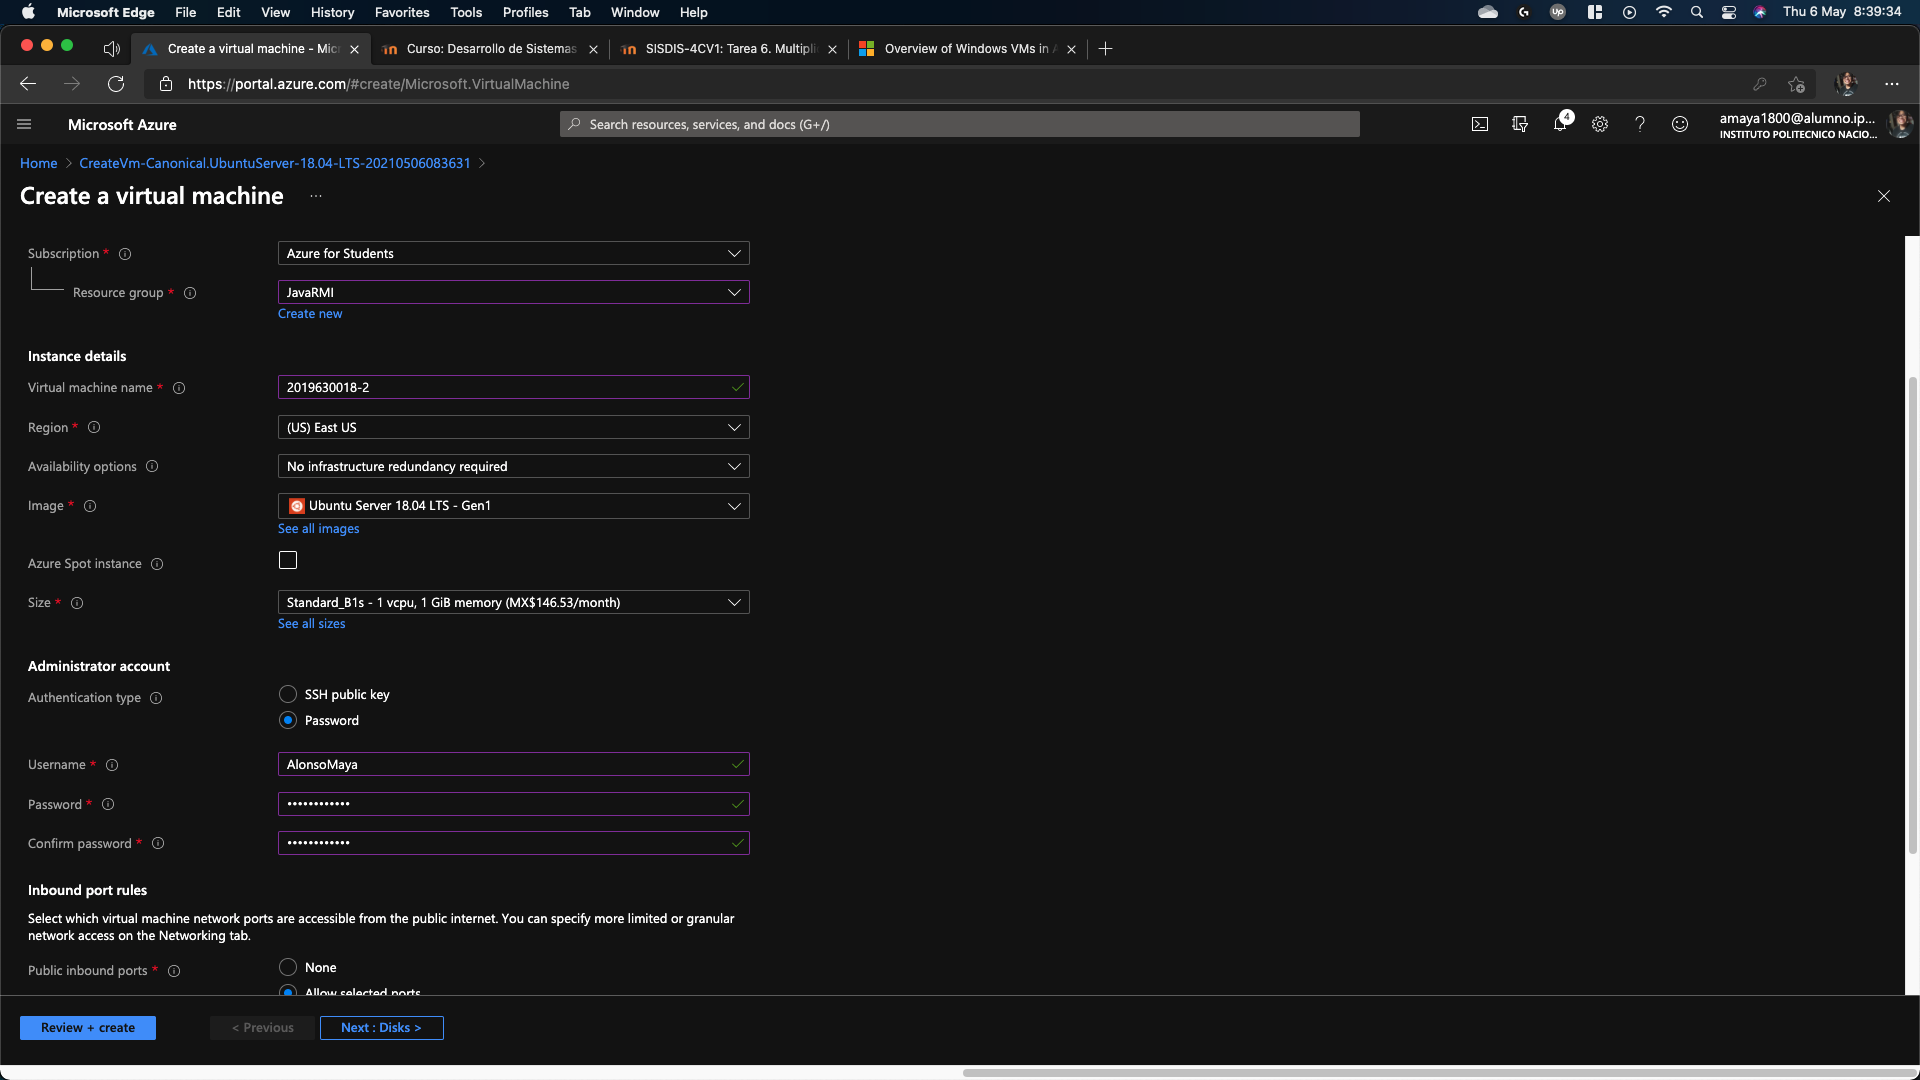 Microsoft Edge File Edit View History Favorites Tools Profiles Tab Window Help Thu 6 May 8:39:34
Create a virtual machine - Mic
Curso: Desarrollo de Sistemas
SISDIS-4CV1: Tarea 6. Multipli
Overview of Windows VMs in
https://portal.azure.com/#create/Microsoft.VirtualMachine
Microsoft Azure
Search resources, services, and docs (G+/)
4
amaya1800@alumno.ip...
INSTITUTO POLITECNICO NACIO...
Home > CreateVm-Canonical.UbuntuServer-18.04-LTS-20210506083631 >
Create a virtual machine ...
Subscription * Azure for Students
Resource group * JavaRMI
Create new
Instance details
Virtual machine name * 2019630018-2
Region * (US) East US
Availability options No infrastructure redundancy required
Image * Ubuntu Server 18.04 LTS - Gen1
See all images
Azure Spot instance
Size * Standard_B1s - 1 vcpu, 1 GiB memory (MX$146.53/month)
See all sizes
Administrator account
Authentication type SSH public key
Password
Username * AlonsoMaya
Password * ••••••••••••
Confirm password * ••••••••••••
Inbound port rules
Select which virtual machine network ports are accessible from the public internet. You can specify more limited or granular
network access on the Networking tab.
Public inbound ports * None
Allow selected ports
Review + create < Previous Next : Disks >